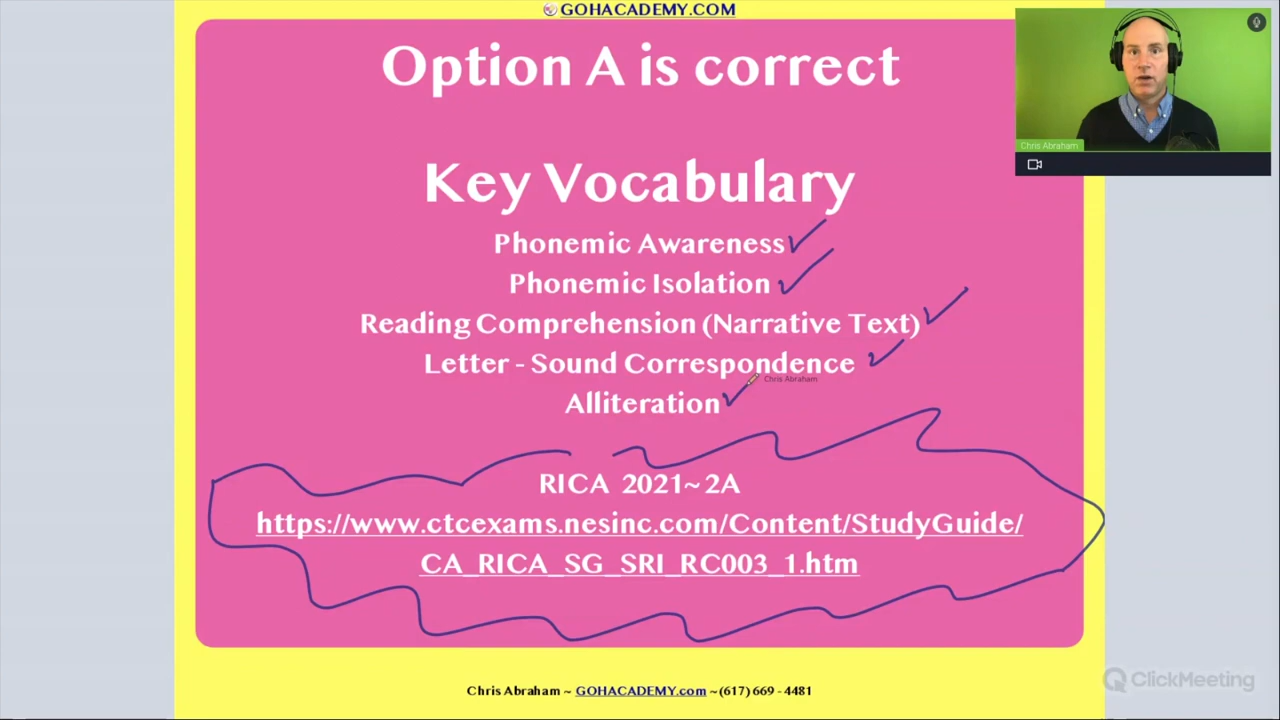 GOHACADEMY.COM
Option A is correct
Chris Abraham
Key Vocabulary
Phonemic Awareness
Phonemic Isolation
Reading Comprehension (Narrative Text)
Letter - Sound Correspondence
Chris Abraham
Alliteration
RICA 2021~ 2A
https://www.ctcexams.nesinc.com/Content/StudyGuide/
CA_RICA_SG_SRI_RC003_1.htm
ClickMeeting
Chris Abraham ~ GOHACADEMY.com ~(617) 669 - 4481